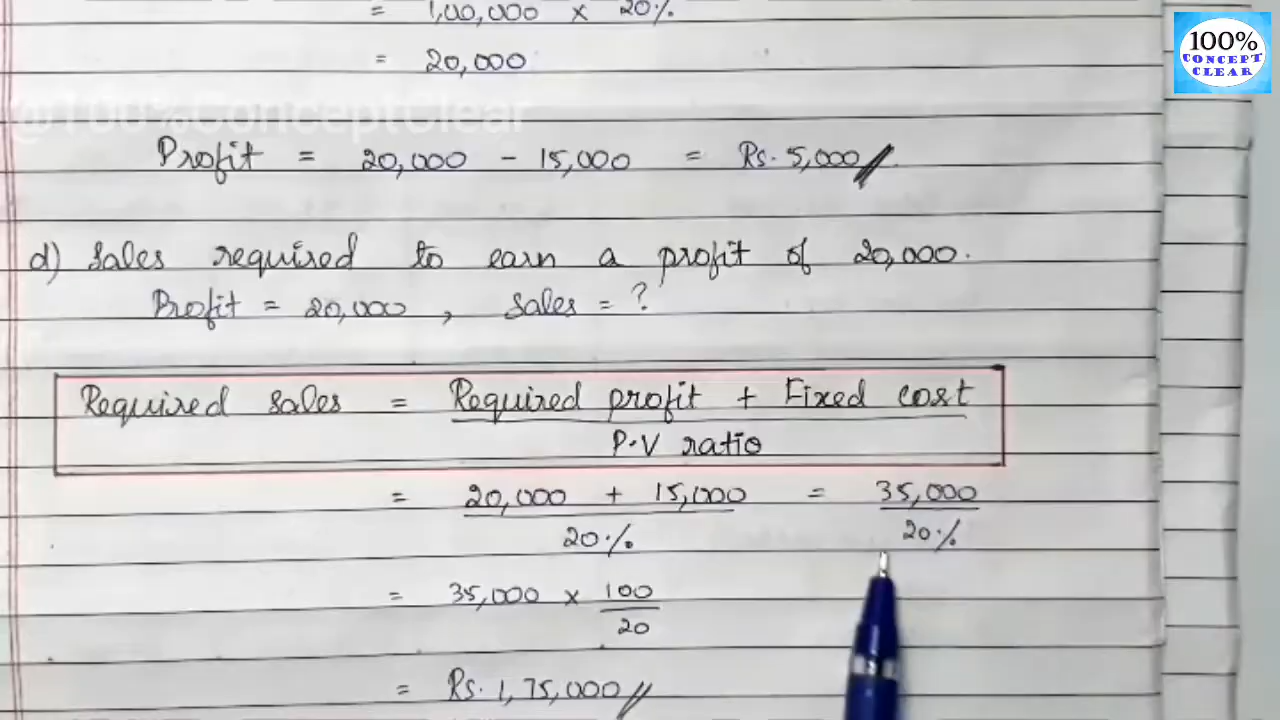 = 1,00,000 × 20%
100%
CONCEPT
CLEAR
= 20,000
@100%ConceptClear
Profit = 20,000 - 15,000 = Rs. 5,000//
d) Sales required to earn a profit of 20,000.
Profit = 20,000 , Sales = ?
Required sales = Required profit + Fixed cost
P.V ratio
= 20,000 + 15,000 = 35,000
20% 20%
= 35,000 × 100
20
= Rs. 1,75,000//